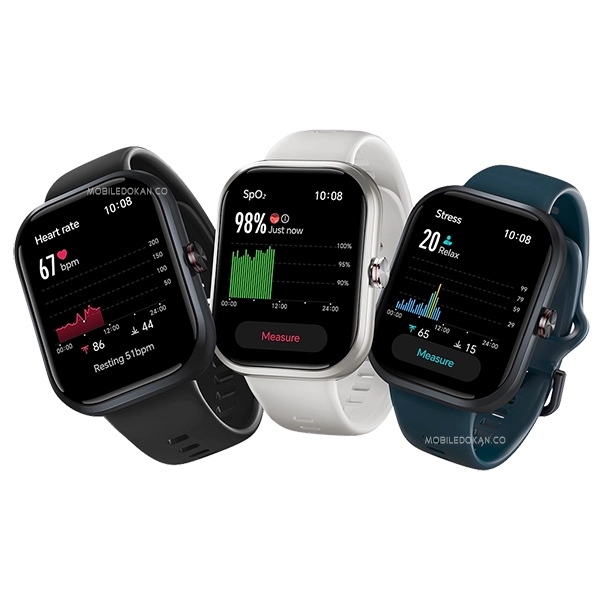 MOBILEDOKAN.CO
Heart rate
10:08
67 bpm
200
150
100
50
00:00
12:00
24:00
86
44
Resting 51bpm
SpO₂
10:08
98%
Just now
100%
95%
90%
00:00
12:00
24:00
Measure
Stress
10:08
20 Relax
99
79
59
29
00:00
12:00
24:00
65
15
Measure
MOBILEDOKAN.CO